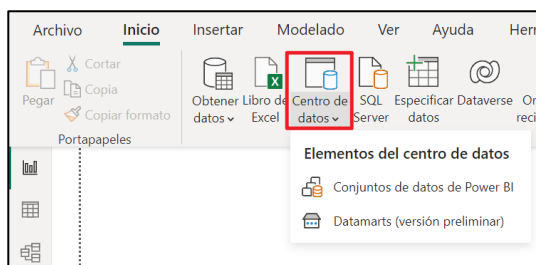 Archivo Inicio Insertar Modelado Ver Ayuda
Pegar
Cortar
Copia
Copiar formato
Portapapeles
Obtener datos
Libro de Excel
Centro de datos
SQL Server
Especificar datos
Dataverse
Elementos del centro de datos
Conjuntos de datos de Power BI
Datamarts (versión preliminar)